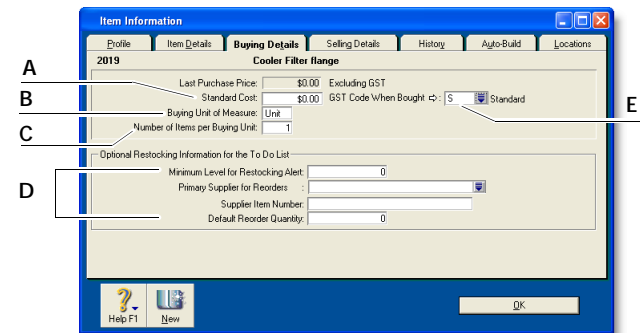 Item Information
Profile Item Details Buying Details Selling Details History Auto-Build Locations
2019 Cooler Filter flange
A
Last Purchase Price: $0.00 Excluding GST
B
Standard Cost: $0.00 GST Code When Bought ⇨: S Standard
E
Buying Unit of Measure: Unit
C
Number of Items per Buying Unit: 1
Optional Restocking Information for the To Do List
Minimum Level for Restocking Alert: 0
D
Primary Supplier for Reorders :
Supplier Item Number:
Default Reorder Quantity: 0
Help F1 New OK